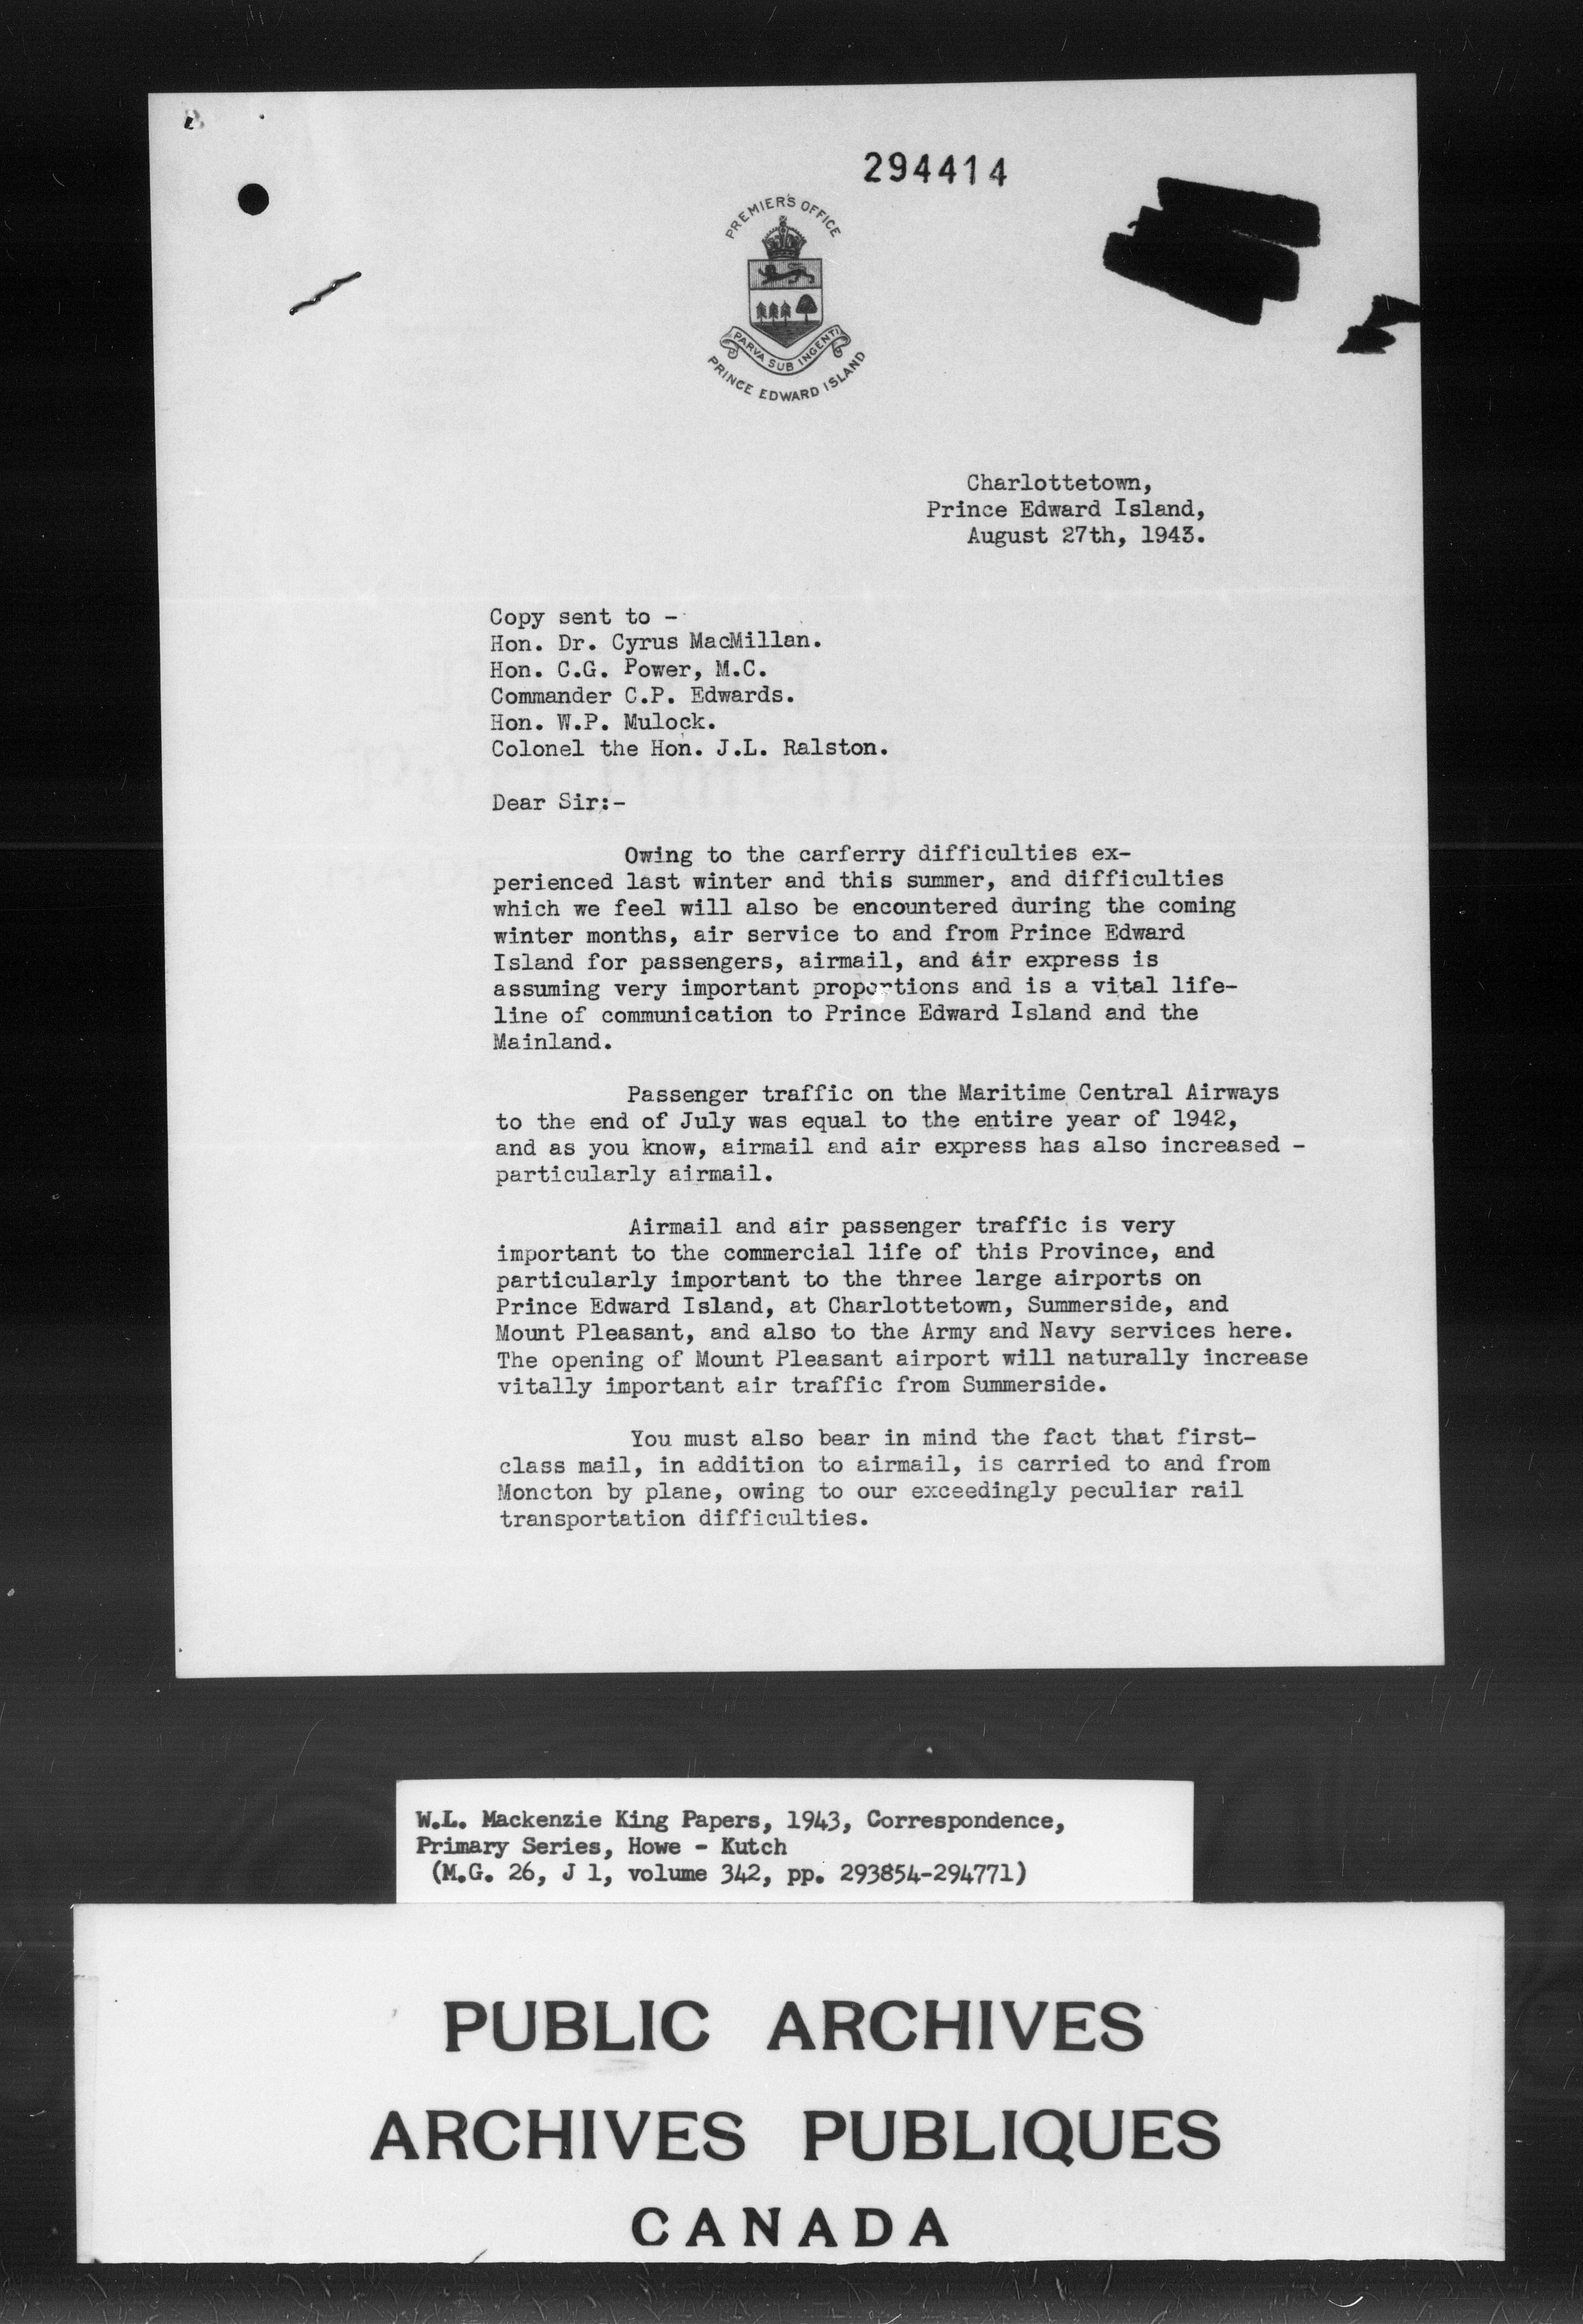 294414
PREMIER'S OFFICE
PARVA SUB INGENTI
PRINCE EDWARD ISLAND
Charlottetown,
Prince Edward Island,
August 27th, 1943.
Copy sent to -
Hon. Dr. Cyrus MacMillan.
Hon. C.G. Power, M.C.
Commander C.P. Edwards.
Hon. W.P. Mulock.
Colonel the Hon. J.L. Ralston.
Dear Sir:-
Owing to the carferry difficulties ex-
perienced last winter and this summer, and difficulties
which we feel will also be encountered during the coming
winter months, air service to and from Prince Edward
Island for passengers, airmail, and air express is
assuming very important proportions and is a vital life-
line of communication to Prince Edward Island and the
Mainland.
Passenger traffic on the Maritime Central Airways
to the end of July was equal to the entire year of 1942,
and as you know, airmail and air express has also increased -
particularly airmail.
Airmail and air passenger traffic is very
important to the commercial life of this Province, and
particularly important to the three large airports on
Prince Edward Island, at Charlottetown, Summerside, and
Mount Pleasant, and also to the Army and Navy services here.
The opening of Mount Pleasant airport will naturally increase
vitally important air traffic from Summerside.
You must also bear in mind the fact that first-
class mail, in addition to airmail, is carried to and from
Moncton by plane, owing to our exceedingly peculiar rail
transportation difficulties.
W.L. Mackenzie King Papers, 1943, Correspondence,
Primary Series, Howe - Kutch
(M.G. 26, J 1, volume 342, pp. 293854-294771)
PUBLIC ARCHIVES
ARCHIVES PUBLIQUES
CANADA